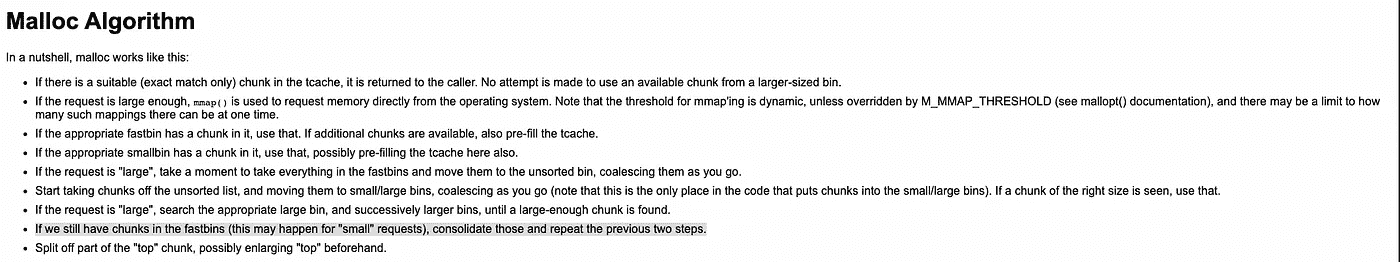 Malloc Algorithm
In a nutshell, malloc works like this:
• If there is a suitable (exact match only) chunk in the tcache, it is returned to the caller. No attempt is made to use an available chunk from a larger-sized bin.
• If the request is large enough, mmap() is used to request memory directly from the operating system. Note that the threshold for mmap'ing is dynamic, unless overridden by M_MMAP_THRESHOLD (see mallopt() documentation), and there may be a limit to how
many such mappings there can be at one time.
• If the appropriate fastbin has a chunk in it, use that. If additional chunks are available, also pre-fill the tcache.
• If the appropriate smallbin has a chunk in it, use that, possibly pre-filling the tcache here also.
• If the request is "large", take a moment to take everything in the fastbins and move them to the unsorted bin, coalescing them as you go.
• Start taking chunks off the unsorted list, and moving them to small/large bins, coalescing as you go (note that this is the only place in the code that puts chunks into the small/large bins). If a chunk of the right size is seen, use that.
• If the request is "large", search the appropriate large bin, and successively larger bins, until a large-enough chunk is found.
• If we still have chunks in the fastbins (this may happen for "small" requests), consolidate those and repeat the previous two steps.
• Split off part of the "top" chunk, possibly enlarging "top" beforehand.